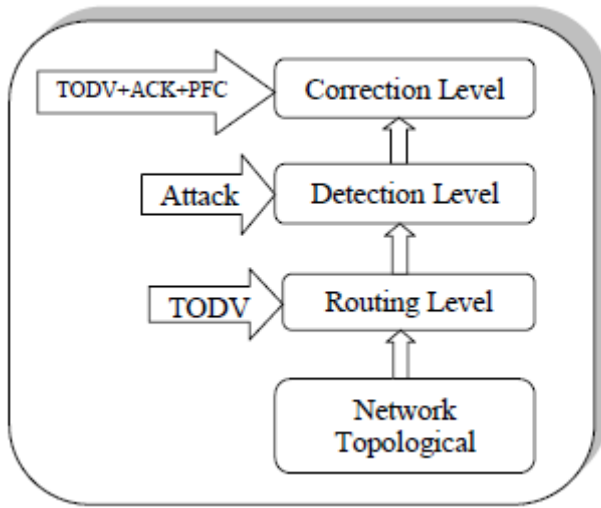 TODV+ACK+PFC
Correction Level
Attack
Detection Level
TODV
Routing Level
Network
Topological